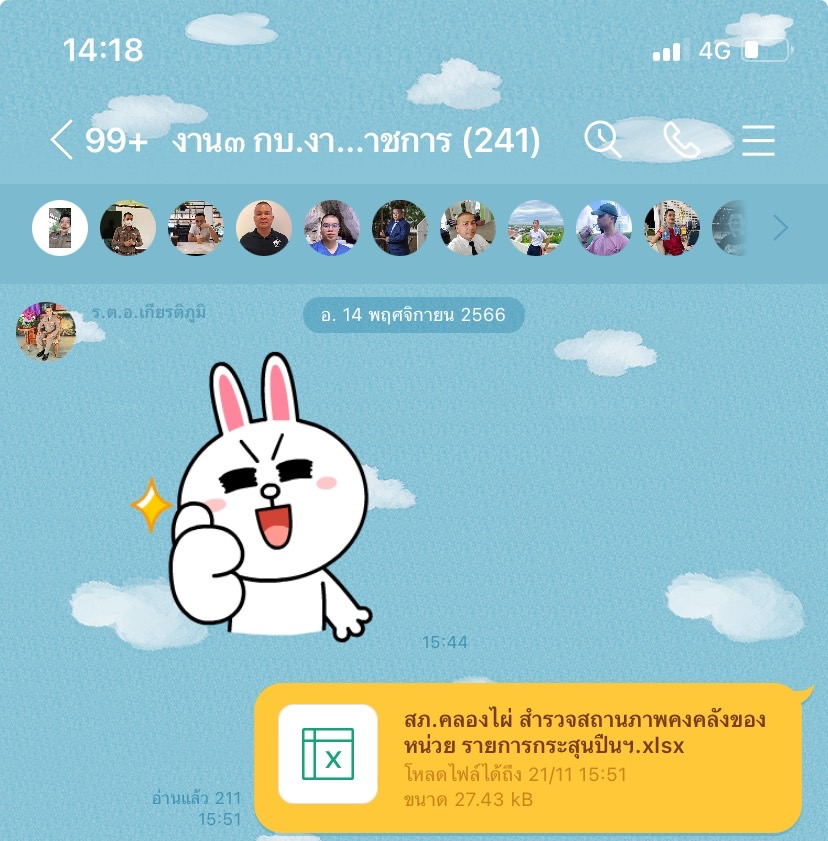 14:18
4G
99+ งาน๓ กบ.งา...าชการ (241)
ร.ต.อ.เกียรติภูมิ
อ. 14 พฤศจิกายน 2566
15:44
สภ.คลองไผ่ สำรวจสถานภาพคงคลังของ
หน่วย รายการกระสุนปืนฯ.xlsx
โหลดไฟล์ได้ถึง 21/11 15:51
ขนาด 27.43 kB
X
อ่านแล้ว 211
15:51